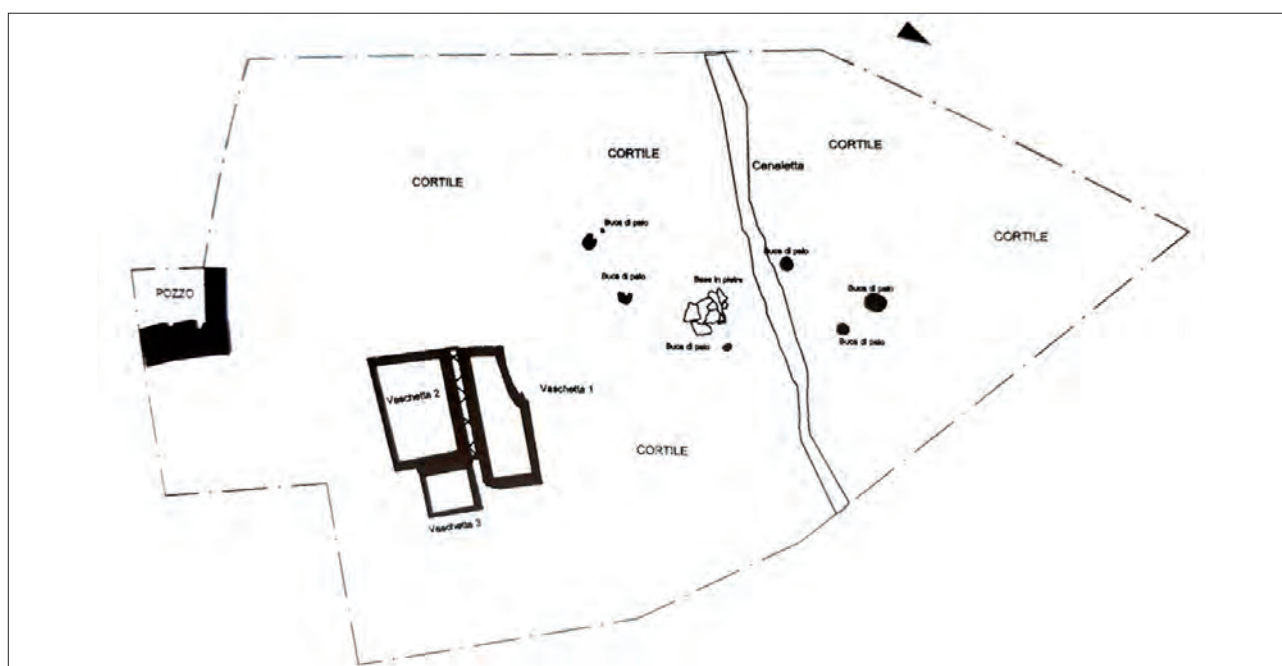 CORTILE
CORTILE
Canaletta
CORTILE
CORTILE
Buca di palo
Buca di palo
CORTILE
Buca di palo
Base in pietre
Buca di palo
POZZO
Buca di palo
Buca di palo
Vaschetta 2
Vaschetta 1
Vaschetta 3